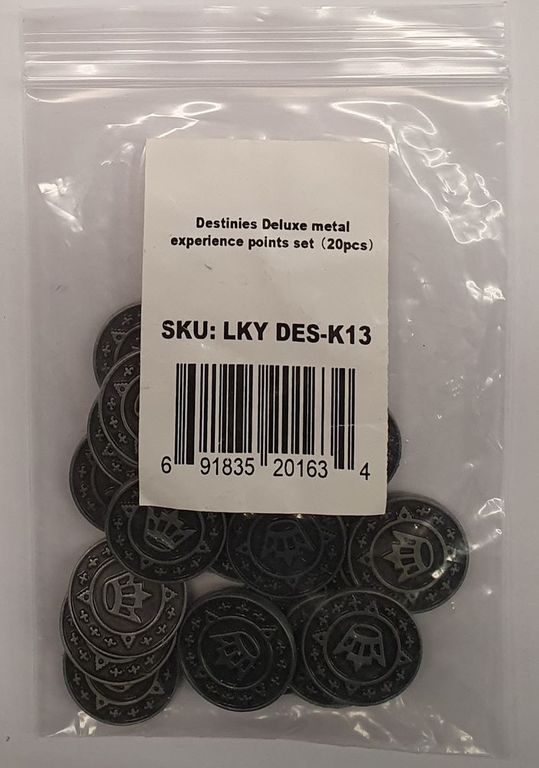 Destinies Deluxe metal
experience points set (20pcs)
SKU: LKY DES-K13
6 91835 20163 4